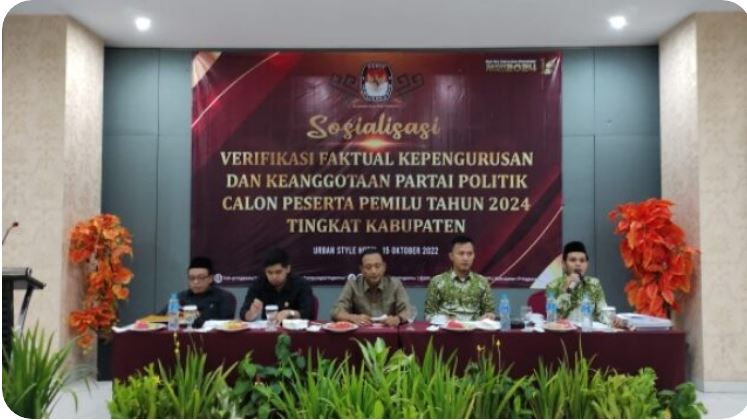 Sosialisasi
VERIFIKASI FAKTUAL KEPENGURUSAN
DAN KEANGGOTAAN PARTAI POLITIK
CALON PESERTA PEMILU TAHUN 2024
TINGKAT KABUPATEN
URBAN STYLE 15 OKTOBER 2022